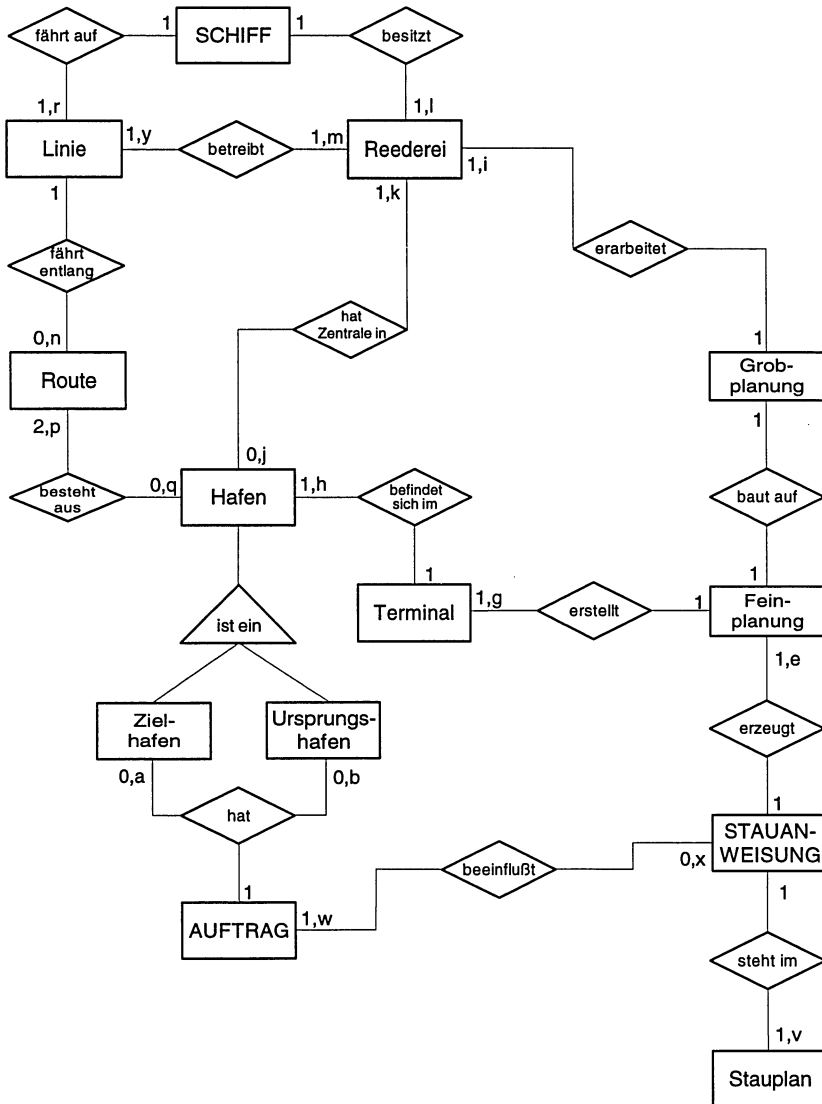 fährt auf
1
SCHIFF
1
besitzt
1,r
1,l
Linie
1,y
betreibt
1,m
Reederei
1,i
1
1,k
fährt
entlang
erarbeitet
hat
Zentrale in
0,n
1
Route
Grob-
planung
2,p
1
0,j
besteht
aus
0,q
Hafen
1,h
befindet
sich im
baut auf
1
1
Terminal
1,g
erstellt
1
Fein-
planung
ist ein
1,e
Ziel-
hafen
Ursprungs-
hafen
erzeugt
0,a
0,b
hat
1
STAUAN-
WEISUNG
beeinflußt
0,x
1
1
AUFTRAG
1,w
steht im
1,v
Stauplan